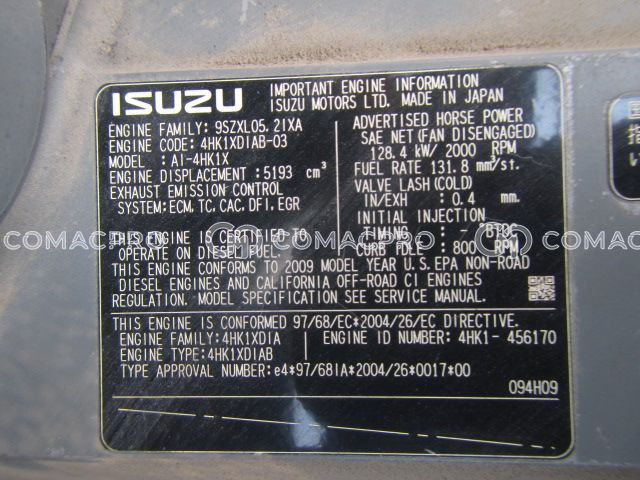 ISUZU
IMPORTANT ENGINE INFORMATION
ISUZU MOTORS LTD. MADE IN JAPAN
ENGINE FAMILY: 9SZXL05.2IXA
ENGINE CODE: 4HK1XDIAB-03
MODEL : AI-4HK1X
ENGINE DISPLACEMENT: 5193 cm³
EXHAUST EMISSION CONTROL
SYSTEM: ECM, TC, CAC, DFI, EGR
THIS ENGINE IS CERTIFIED TO
OPERATE ON DIESEL FUEL.
ADVERTISED HORSE POWER
SAE NET (FAN DISENGAGED)
128.4 kW/ 2000 RPM
FUEL RATE 131.8 mm³/st.
VALVE LASH (COLD)
IN/EXH : 0.4 mm.
INITIAL INJECTION
TIMING : BTDC
CURB IDLE : 800 RPM
THIS ENGINE CONFORMS TO 2009 MODEL YEAR U.S. EPA NON-ROAD
DIESEL ENGINES AND CALIFORNIA OFF-ROAD CI ENGINES
REGULATION. MODEL YEAR SEE SERVICE MANUAL.
THIS ENGINE IS CONFORMED 97/68/EC*2004/26/EC DIRECTIVE.
ENGINE FAMILY: 4HK1XDIA
ENGINE ID NUMBER: 4HK1- 456170
ENGINE TYPE: 4HK1XDIAB
TYPE APPROVAL NUMBER: e4*97/68IA*2004/26*0017*00
094H09
COMACPRO
COMACPRO
COMACPRO